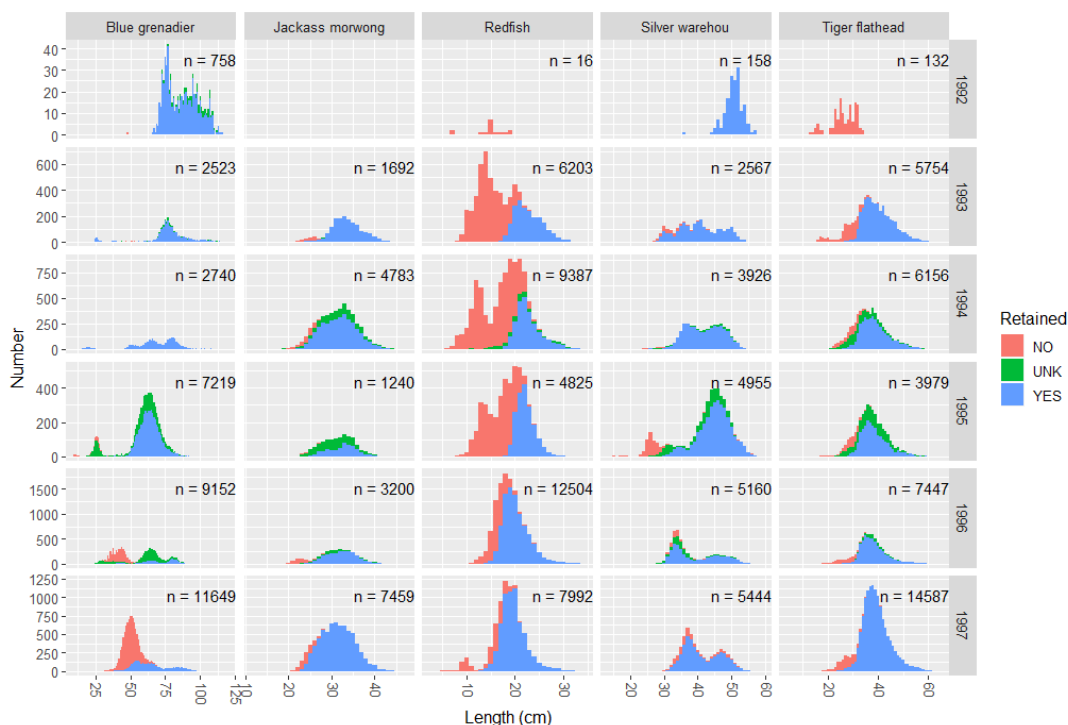 Blue grenadier Jackass morwong Redfish Silver warehou Tiger flathead
40
30
20
10
0
n = 758 n = 16 n = 158 n = 132
1992
600
400
200
0
n = 2523 n = 1692 n = 6203 n = 2567 n = 5754
1993
750
500
250
0
n = 2740 n = 4783 n = 9387 n = 3926 n = 6156
1994
Number
Retained
NO
UNK
YES
400
200
0
n = 7219 n = 1240 n = 4825 n = 4955 n = 3979
1995
1500
1000
500
0
n = 9152 n = 3200 n = 12504 n = 5160 n = 7447
1996
1250
1000
750
500
250
0
n = 11649 n = 7459 n = 7992 n = 5444 n = 14587
1997
25 50 75 100 125 20 30 40 10 20 30 20 30 40 50 60 20 40 60
Length (cm)